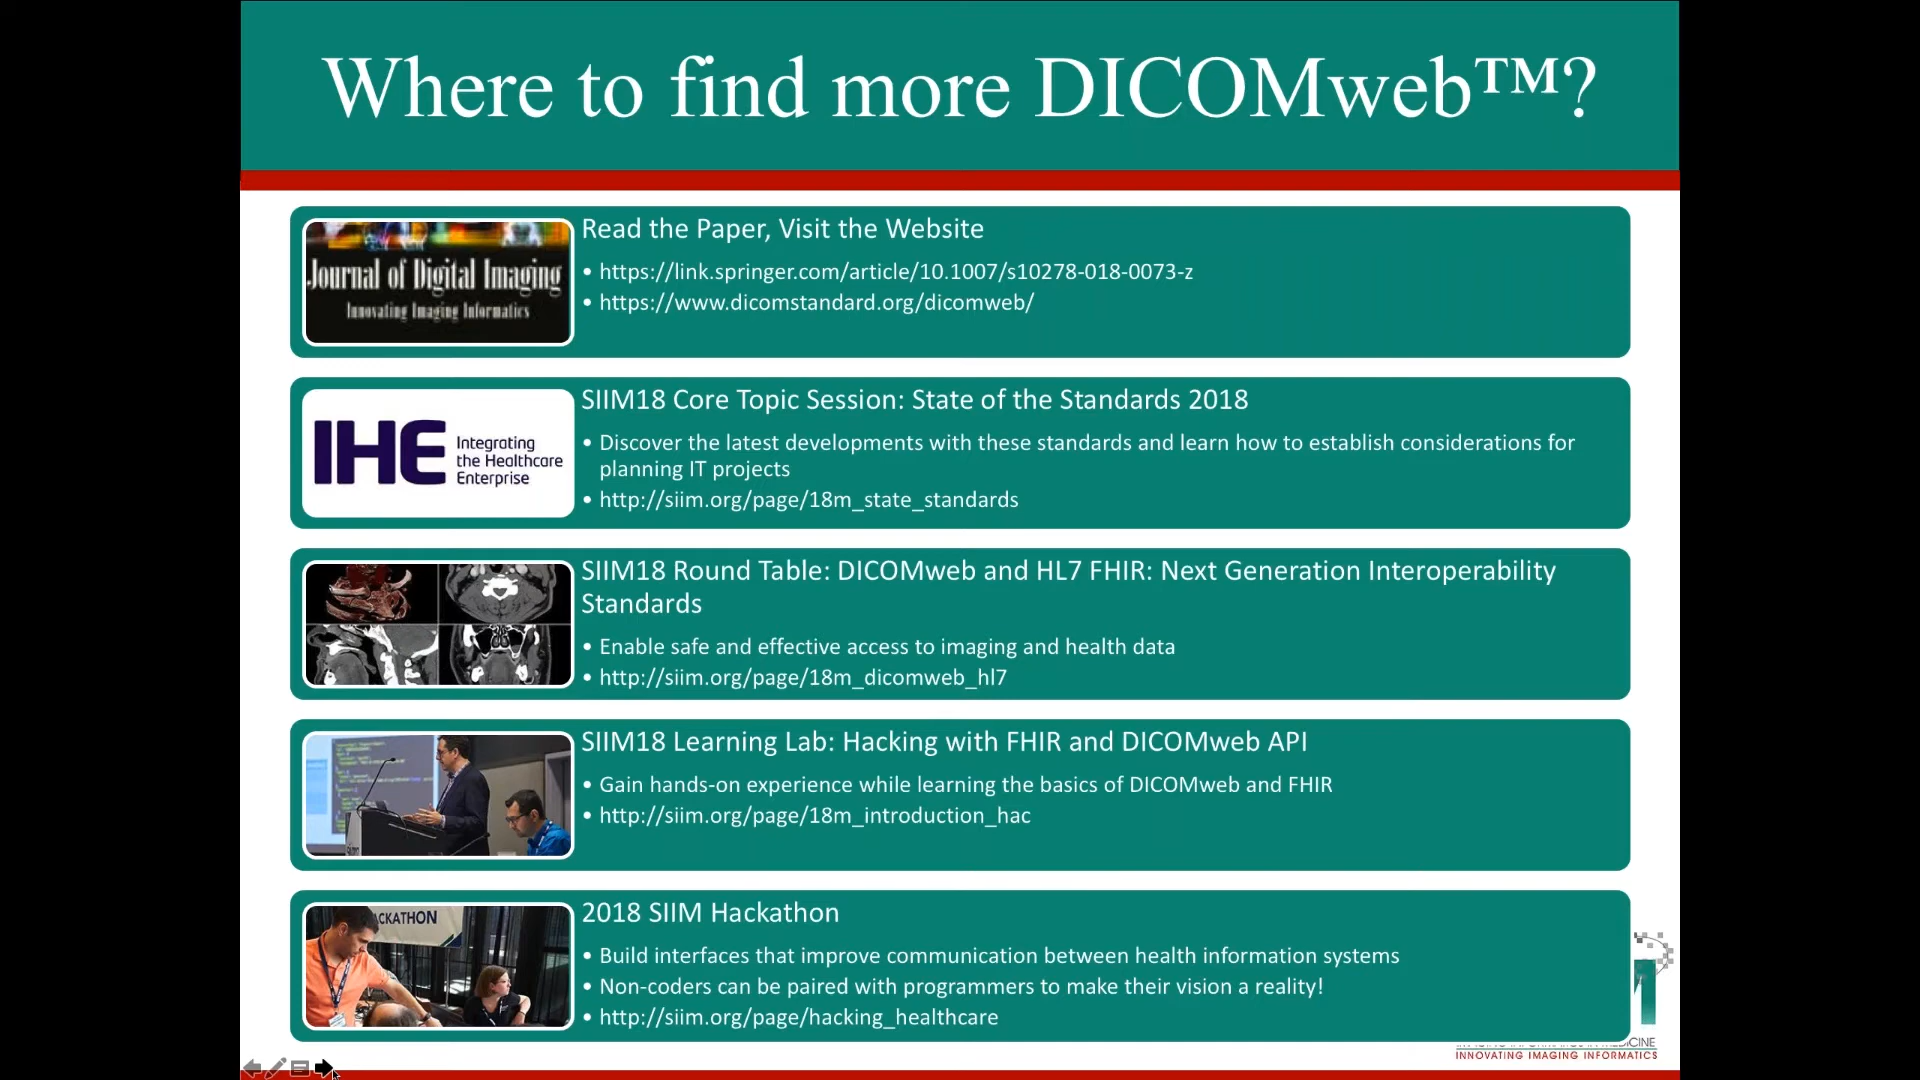 Where to find more DICOMweb™?
Journal of Digital Imaging
Innovating Imaging Informatics
Read the Paper, Visit the Website
• https://link.springer.com/article/10.1007/s10278-018-0073-z
• https://www.dicomstandard.org/dicomweb/
IHE
Integrating
the Healthcare
Enterprise
SIIM18 Core Topic Session: State of the Standards 2018
• Discover the latest developments with these standards and learn how to establish considerations for
planning IT projects
• http://siim.org/page/18m_state_standards
SIIM18 Round Table: DICOMweb and HL7 FHIR: Next Generation Interoperability
Standards
• Enable safe and effective access to imaging and health data
• http://siim.org/page/18m_dicomweb_hl7
SIIM18 Learning Lab: Hacking with FHIR and DICOMweb API
• Gain hands-on experience while learning the basics of DICOMweb and FHIR
• http://siim.org/page/18m_introduction_hac
ACKATHON
2018 SIIM Hackathon
• Build interfaces that improve communication between health information systems
• Non-coders can be paired with programmers to make their vision a reality!
• http://siim.org/page/hacking_healthcare
INNOVATING IMAGING INFORMATICS